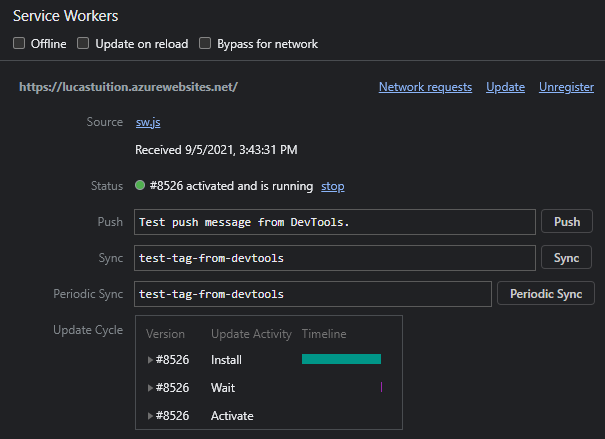 Service Workers
Offline Update on reload Bypass for network
https://lucastuition.azurewebsites.net/ Network requests Update Unregister
Source sw.js
Received 9/5/2021, 3:43:31 PM
Status #8526 activated and is running stop
Push Test push message from DevTools. Push
Sync test-tag-from-devtools Sync
Periodic Sync test-tag-from-devtools Periodic Sync
Update Cycle Version Update Activity Timeline
#8526 Install
#8526 Wait
#8526 Activate